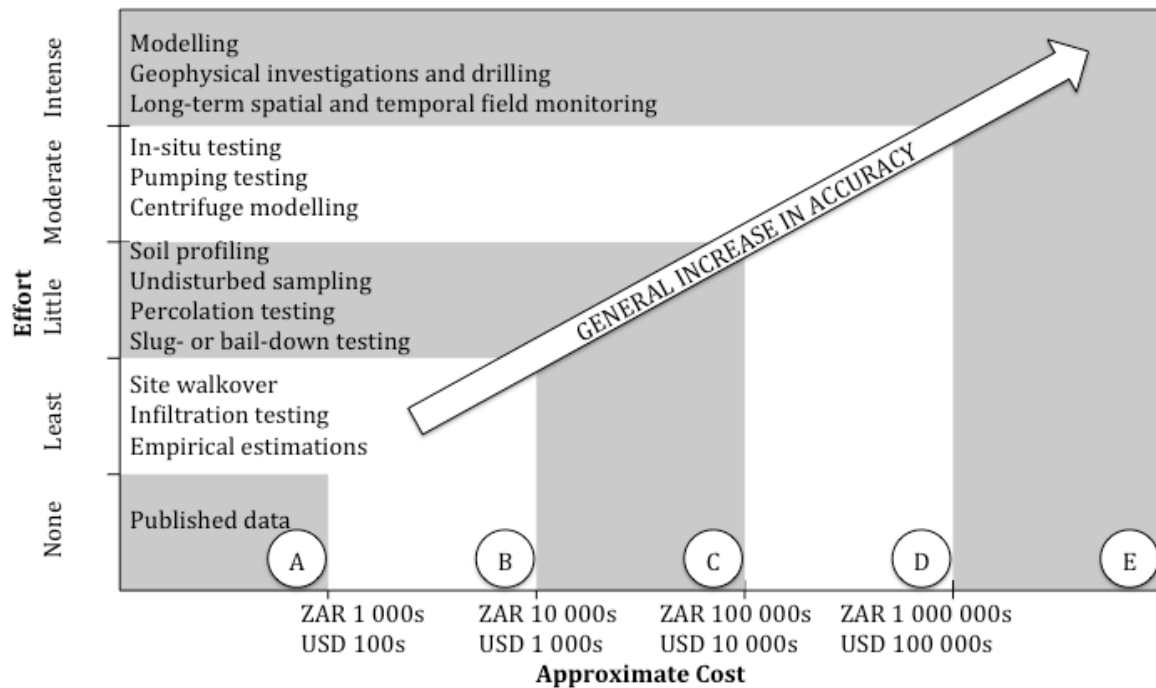 Effort
Intense
Modelling
Geophysical investigations and drilling
Long-term spatial and temporal field monitoring
Moderate
In-situ testing
Pumping testing
Centrifuge modelling
Little
Soil profiling
Undisturbed sampling
Percolation testing
Slug- or bail-down testing
Least
Site walkover
Infiltration testing
Empirical estimations
None
Published data
GENERAL INCREASE IN ACCURACY
A
B
C
D
E
ZAR 1 000s
USD 100s
ZAR 10 000s
USD 1 000s
ZAR 100 000s
USD 10 000s
ZAR 1 000 000s
USD 100 000s
Approximate Cost